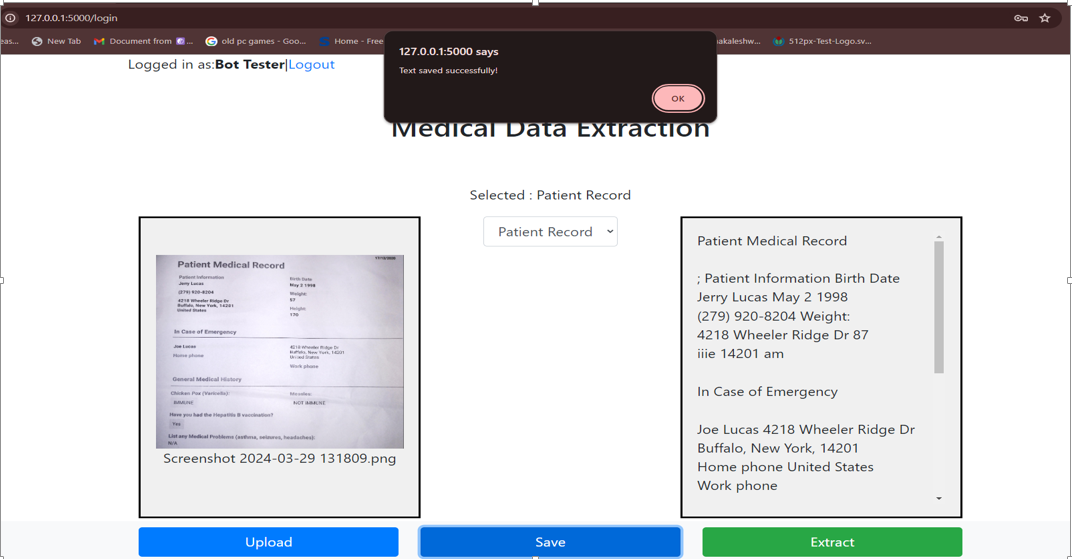 127.0.0.1:5000/login
eas...
New Tab
Document from
old pc games - Goo...
Home - Free
akaleshw...
512px-Test-Logo.sv...
127.0.0.1:5000 says
Text saved successfully!
OK
Logged in as:Bot Tester|Logout
Medical Data Extraction
Selected : Patient Record
Patient Record
Patient Medical Record
Patient Information
Jerry Lucas
(279) 920-8204
4218 Wheeler Ridge Dr
Buffalo, New York, 14201
United States
Birth Date
May 2 1998
Weight:
57
Height:
170
In Case of Emergency
Joe Lucas
Home phone
4218 Wheeler Ridge Dr
Buffalo, New York, 14201
United States
Work phone
General Medical History
Chicken Pox (Varicella):
IMMUNE
Measles:
NOT IMMUNE
Have you had the Hepatitis B vaccination?
Yes
List any Medical Problems (asthma, seizures, headaches):
N/A
Screenshot 2024-03-29 131809.png
Patient Medical Record
; Patient Information Birth Date
Jerry Lucas May 2 1998
(279) 920-8204 Weight:
4218 Wheeler Ridge Dr 87
iiie 14201 am
In Case of Emergency
Joe Lucas 4218 Wheeler Ridge Dr
Buffalo, New York, 14201
Home phone United States
Work phone
Upload
Save
Extract